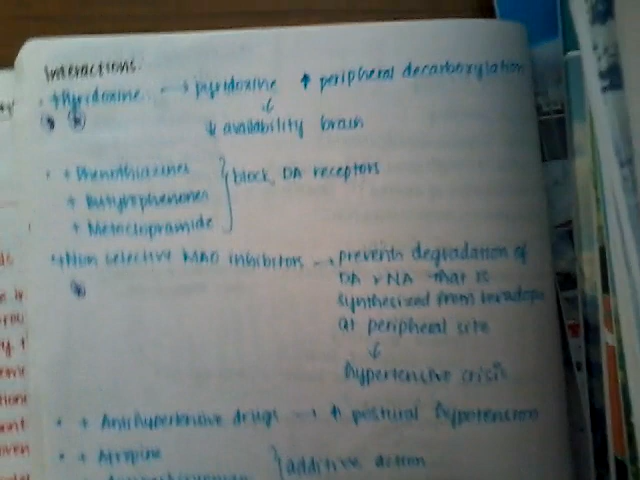 Interactions:
+ Pyridoxine → pyridoxine ↑ peripheral decarboxylation
↓
↓ availability brain
+ Phenothiazines
+ Butyrophenones } block DA receptors
+ Metoclopramide
+ Non selective MAO inhibitors → prevents degradation of
DA & NA that is
synthesized from levodopa
at peripheral site
↓
hypertensive crisis
+ Antihypertensive drugs → ↑ postural hypotension
+ Atropine } additive action